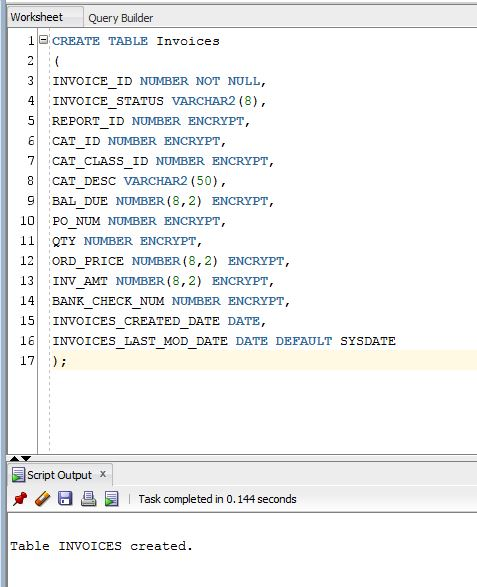 Worksheet Query Builder
1 CREATE TABLE Invoices
2 (
3 INVOICE_ID NUMBER NOT NULL,
4 INVOICE_STATUS VARCHAR2(8),
5 REPORT_ID NUMBER ENCRYPT,
6 CAT_ID NUMBER ENCRYPT,
7 CAT_CLASS_ID NUMBER ENCRYPT,
8 CAT_DESC VARCHAR2(50),
9 BAL_DUE NUMBER(8,2) ENCRYPT,
10 PO_NUM NUMBER ENCRYPT,
11 QTY NUMBER ENCRYPT,
12 ORD_PRICE NUMBER(8,2) ENCRYPT,
13 INV_AMT NUMBER(8,2) ENCRYPT,
14 BANK_CHECK_NUM NUMBER ENCRYPT,
15 INVOICES_CREATED_DATE DATE,
16 INVOICES_LAST_MOD_DATE DATE DEFAULT SYSDATE
17 );
Script Output x
Task completed in 0.144 seconds
Table INVOICES created.